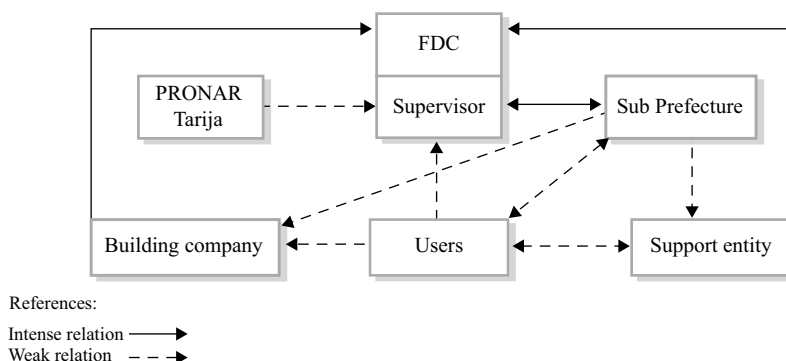 FDC
PRONAR
Tarija
Supervisor
Sub Prefecture
Building company
Users
Support entity
References:
Intense relation
Weak relation